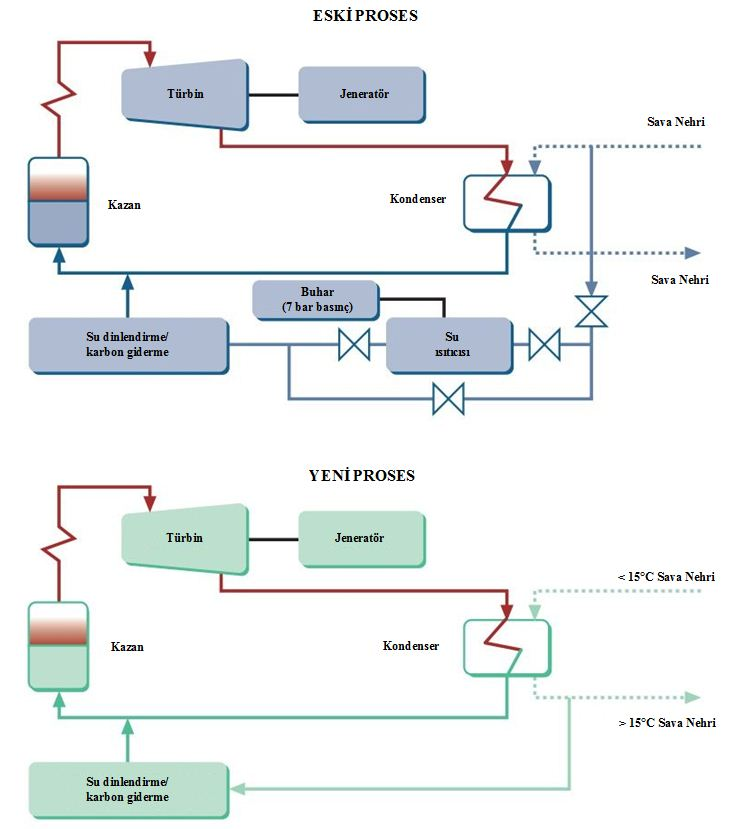 ESKİ PROSES
Türbin
Jeneratör
Sava Nehri
Kazan
Kondenser
Sava Nehri
Buhar
(7 bar basınç)
Su dinlendirme/
karbon giderme
Su
ısıtıcısı
YENİ PROSES
Türbin
Jeneratör
< 15°C Sava Nehri
Kazan
Kondenser
> 15°C Sava Nehri
Su dinlendirme/
karbon giderme